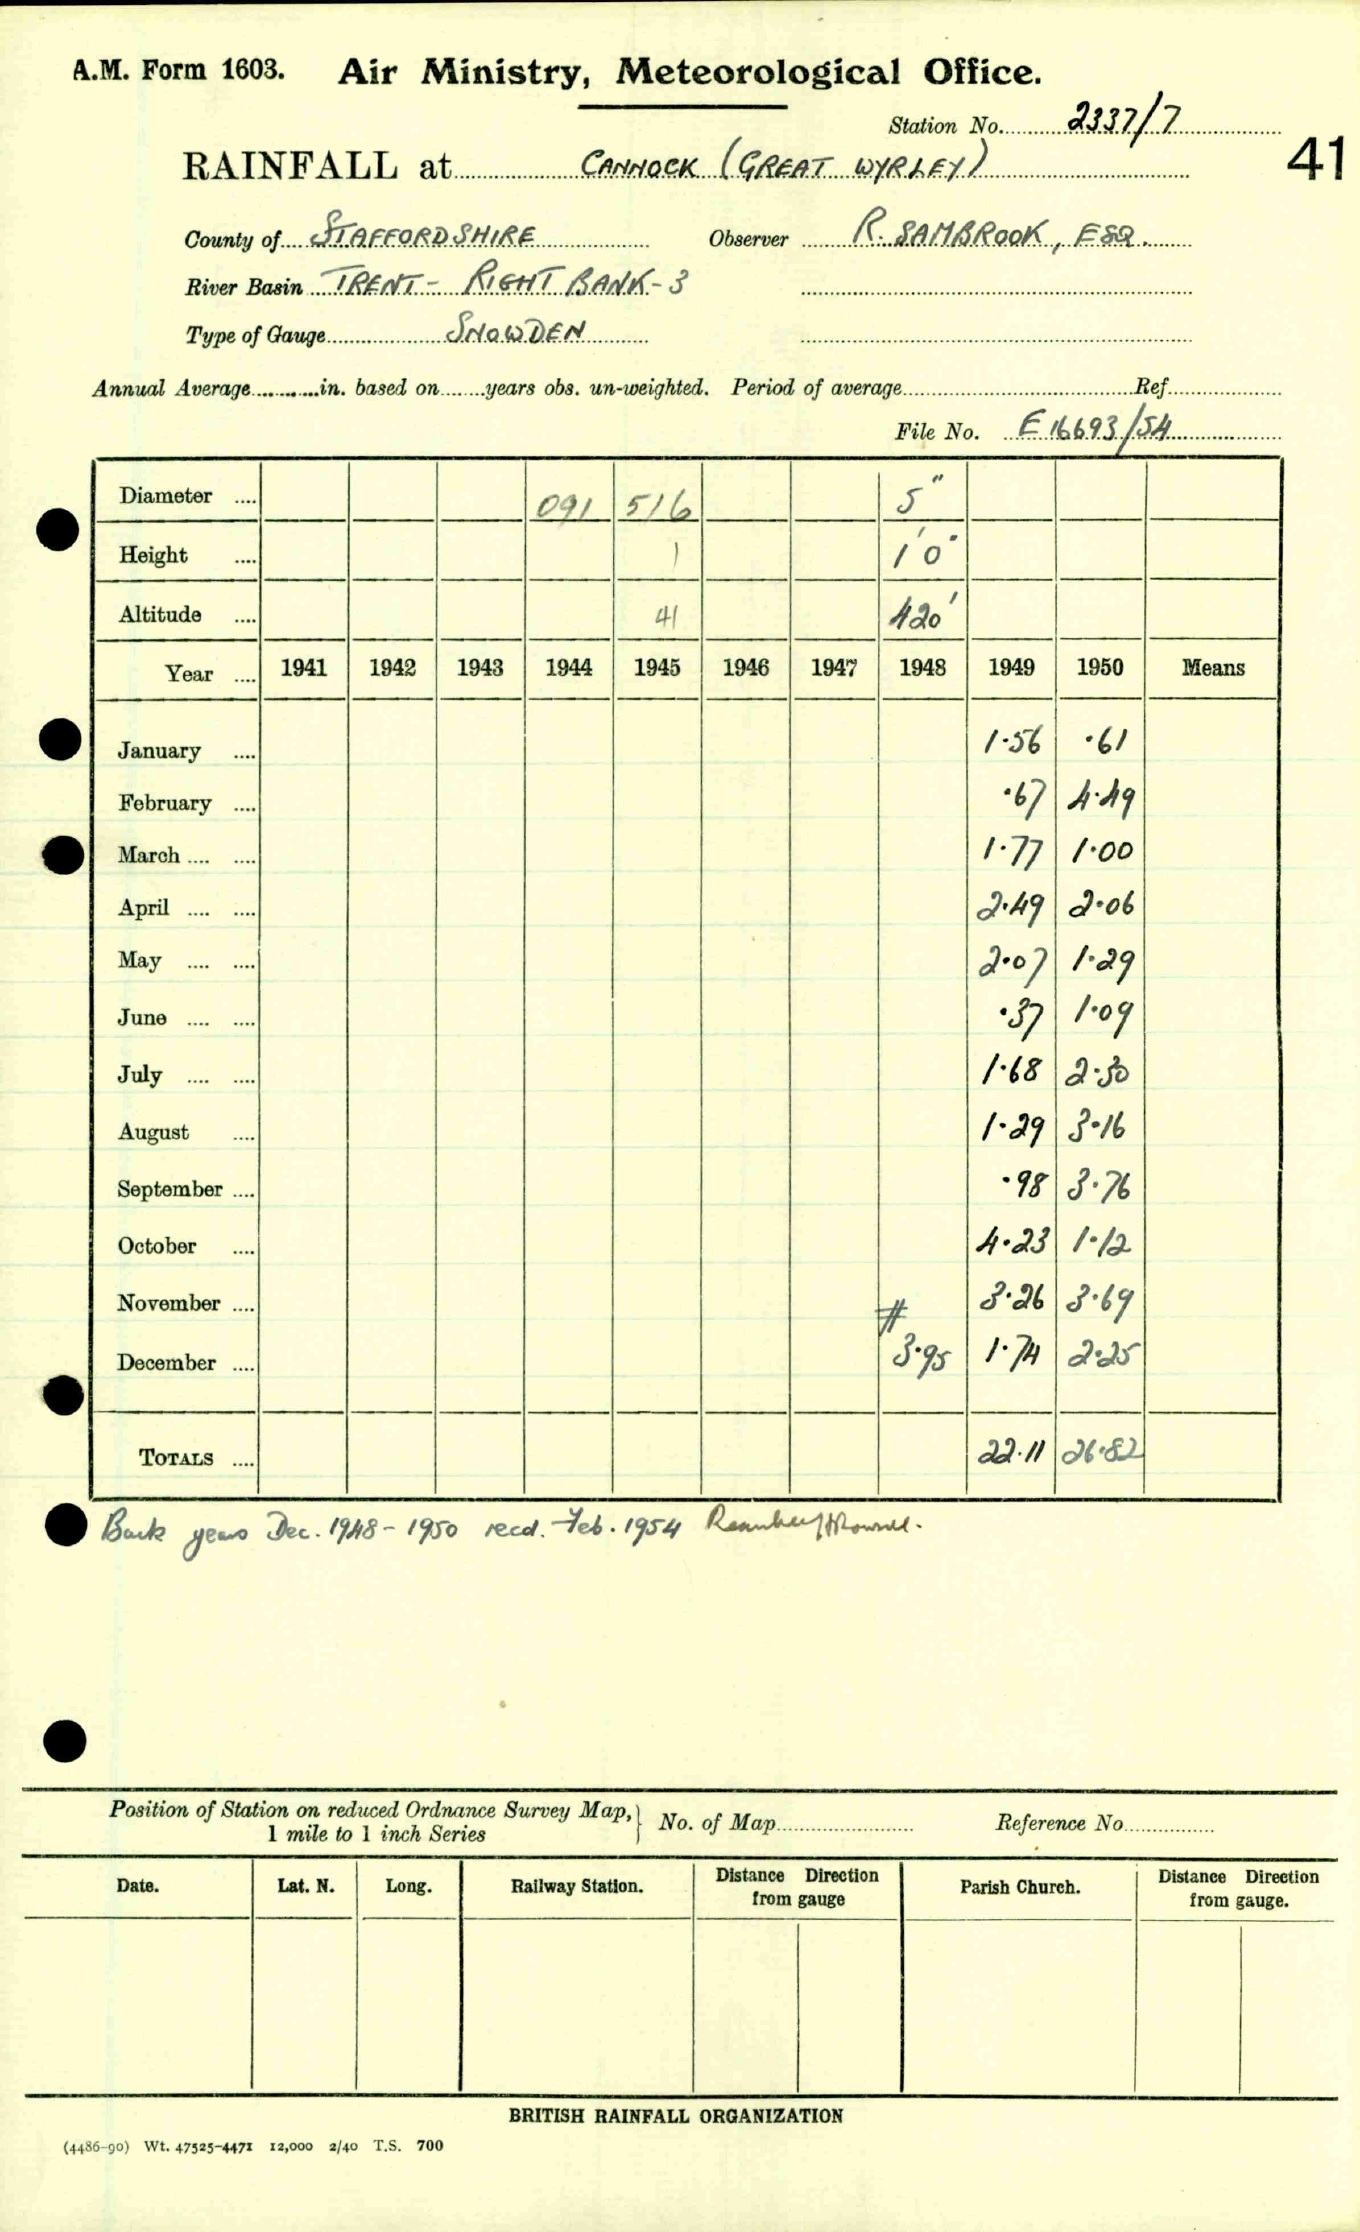 A.M. Form 1603. Air Ministry, Meteorological Office.
Station No. 2337/7
RAINFALL at CANNOCK (GREAT WYRLEY) 41
County of STAFFORDSHIRE Observer R. SAMBROOK, ESQ.
River Basin TRENT - RIGHT BANK - 3
Type of Gauge SNOWDEN
Annual Average..........in. based on.......years obs. un-weighted. Period of average.......... Ref..........
File No. E 16693/54
Diameter .... 091 516 5"
Height .... 1 1'0"
Altitude .... 41 420'
Year .... 1941 1942 1943 1944 1945 1946 1947 1948 1949 1950 Means
January .... 1·56 ·61
February .... ·67 4·49
March .... .... 1·77 1·00
April .... .... 2·49 2·06
May .... .... 2·07 1·29
June .... .... ·37 1·09
July .... .... 1·68 2·30
August .... 1·29 3·16
September .... ·98 3·76
October .... 4·23 1·12
November .... 3·26 3·69
December .... # 3·95 1·74 2·25
TOTALS .... 22·11 26·82
Back years Dec. 1948 - 1950 recd. Feb. 1954
Position of Station on reduced Ordnance Survey Map, } No. of Map.......... Reference No..........
1 mile to 1 inch Series
Date. Lat. N. Long. Railway Station. Distance Direction from gauge Parish Church. Distance Direction from gauge.
BRITISH RAINFALL ORGANIZATION
(4486-90) Wt. 47525-4471 12,000 2/40 T.S. 700